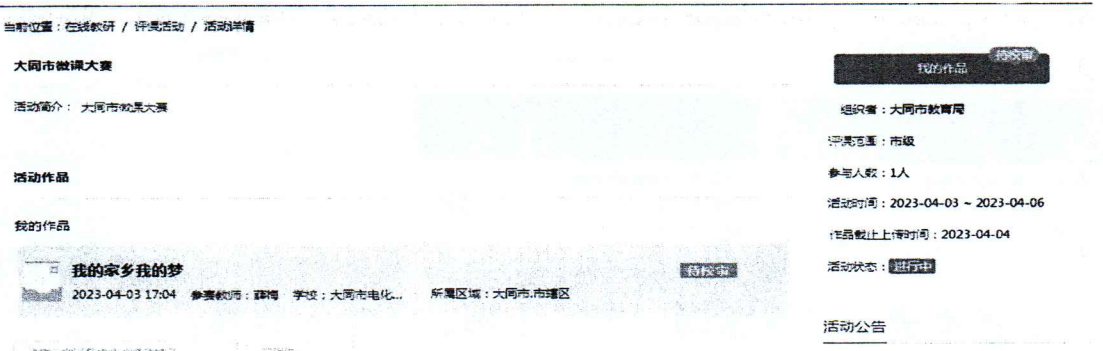 当前位置：在线教研 / 评课活动 / 活动详情
大同市微课大赛
活动简介： 大同市微课大赛
活动作品
我的作品
我的家乡我的梦
待校审
2023-04-03 17:04 参赛教师：薛梅 学校：大同市电化... 所属区域：大同市.市辖区
待校审
我的作品
组织者：大同市教育局
评课范围：市级
参与人数：1人
活动时间：2023-04-03 ~ 2023-04-06
作品截止上传时间：2023-04-04
活动状态：进行中
活动公告